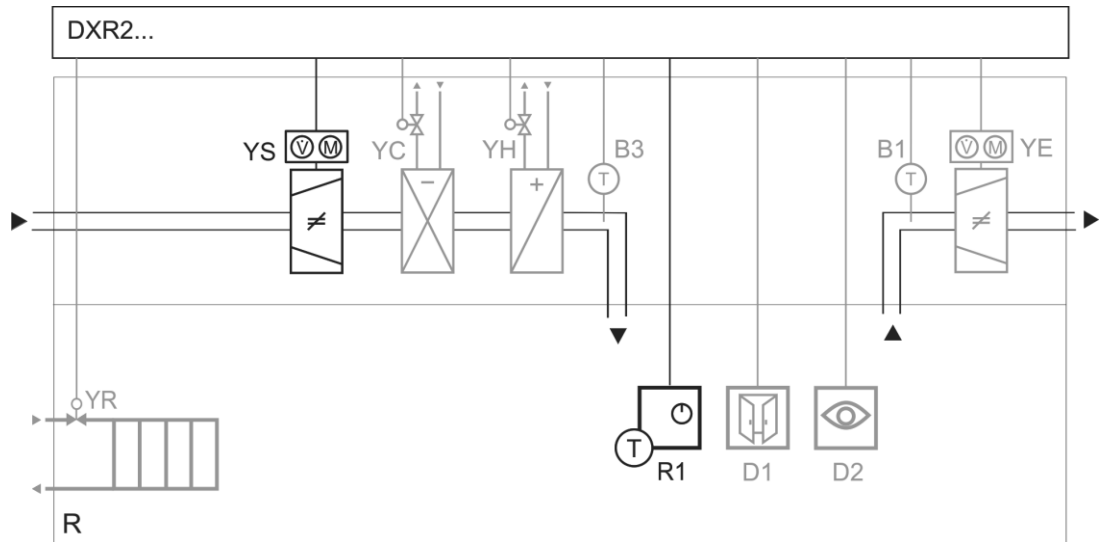 DXR2...
YS V̇ M
YC
YH
B3
B1
V̇ M YE
− +
T T
≠ ≠
YR
T
R1 D1 D2
R